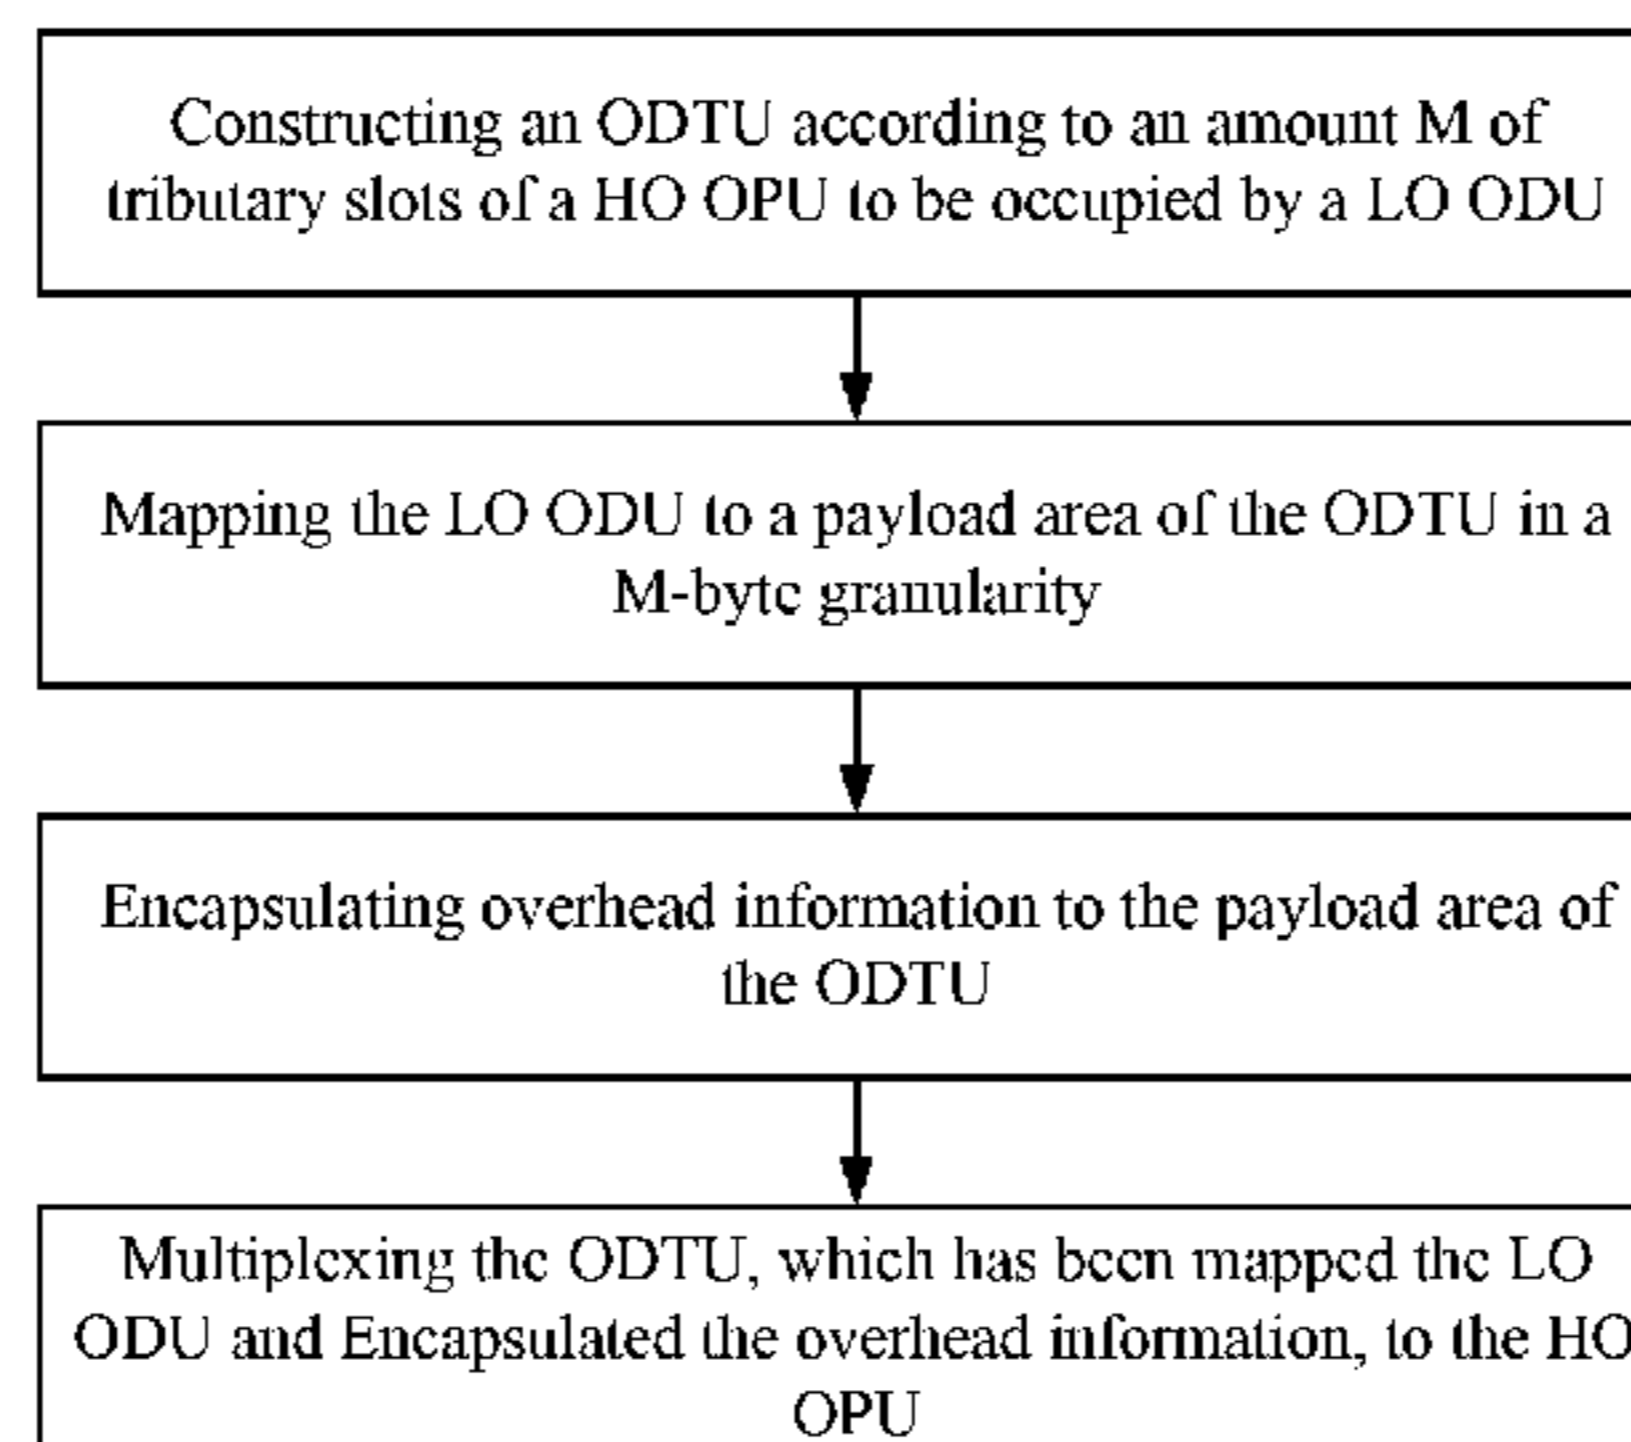 Constructing an ODTU according to an amount M of
tributary slots of a HO OPU to be occupied by a LO ODU
Mapping the LO ODU to a payload area of the ODTU in a
M-byte granularity
Encapsulating overhead information to the payload area of
the ODTU
Multiplexing the ODTU, which has been mapped the LO
ODU and Encapsulated the overhead information, to the HO
OPU